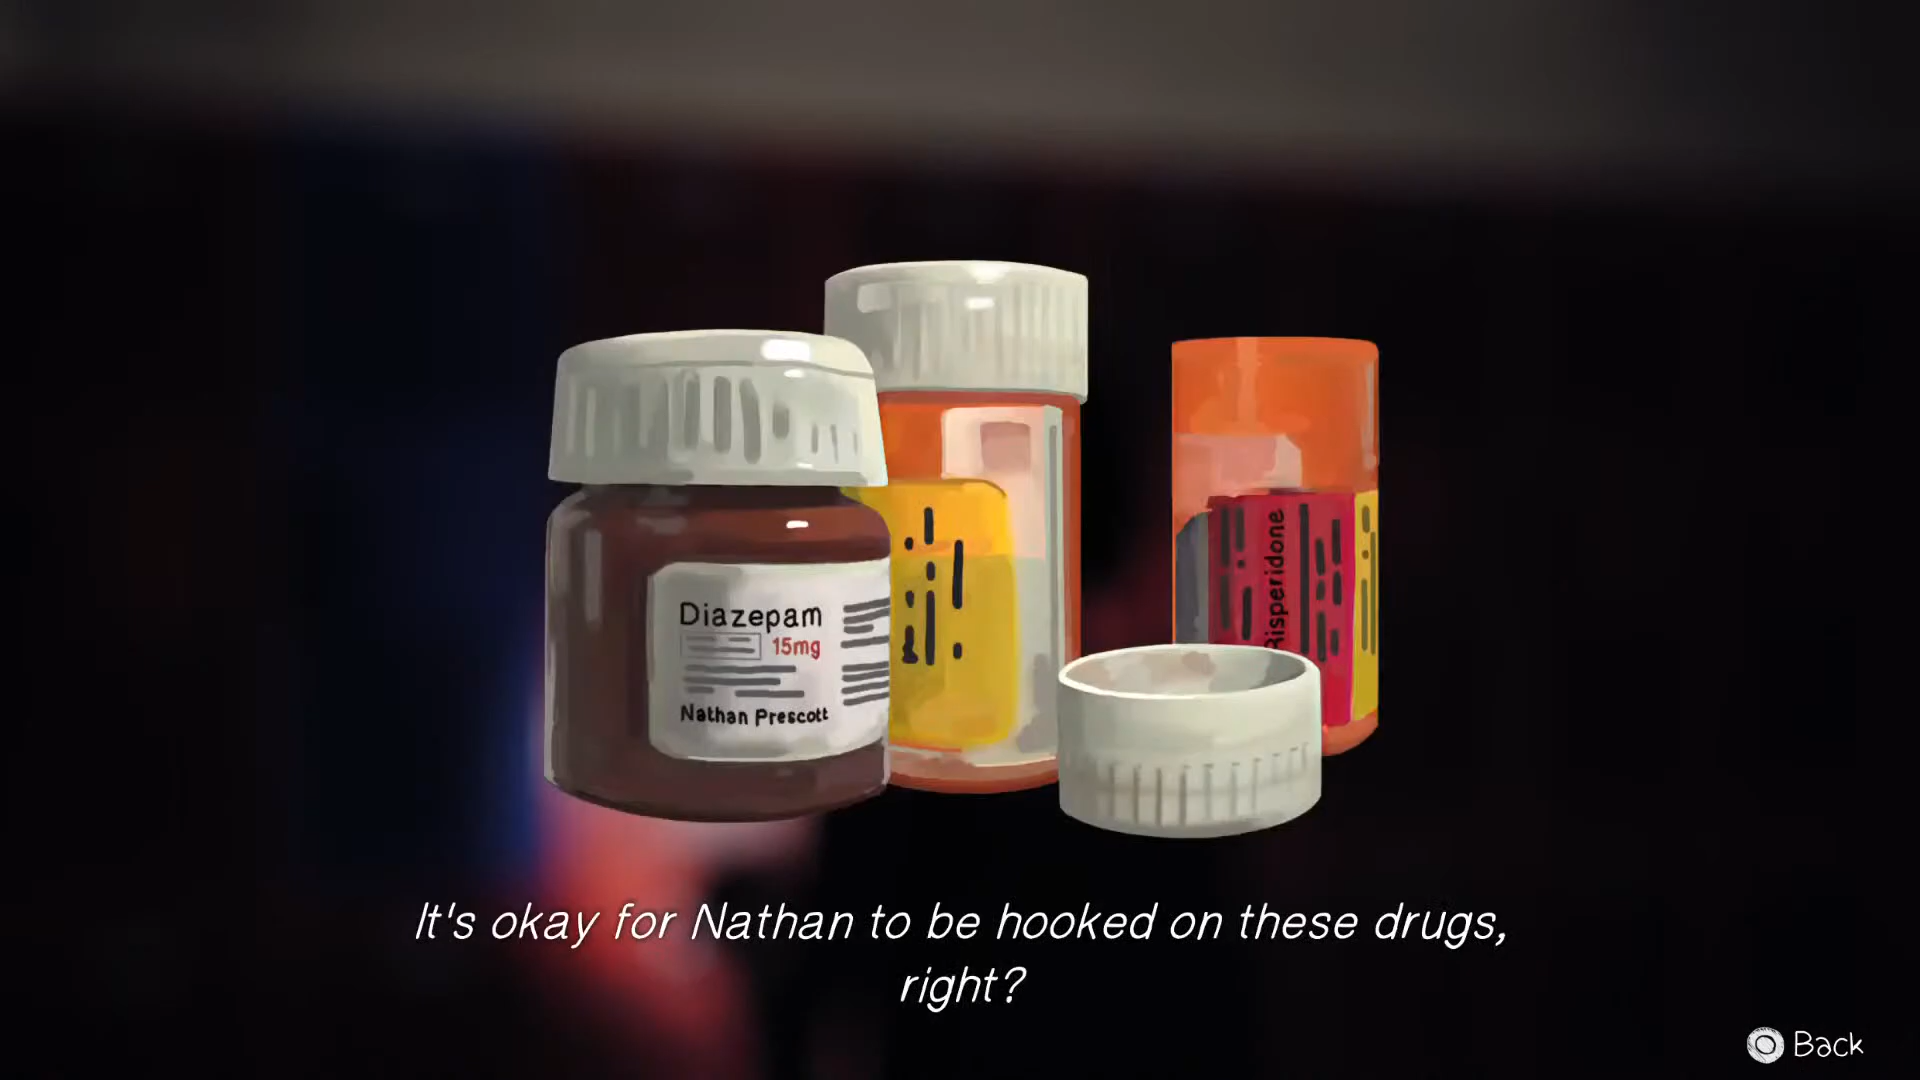 Diazepam
15mg
Nathan Prescott
Risperidone
It's okay for Nathan to be hooked on these drugs,
right?
Back